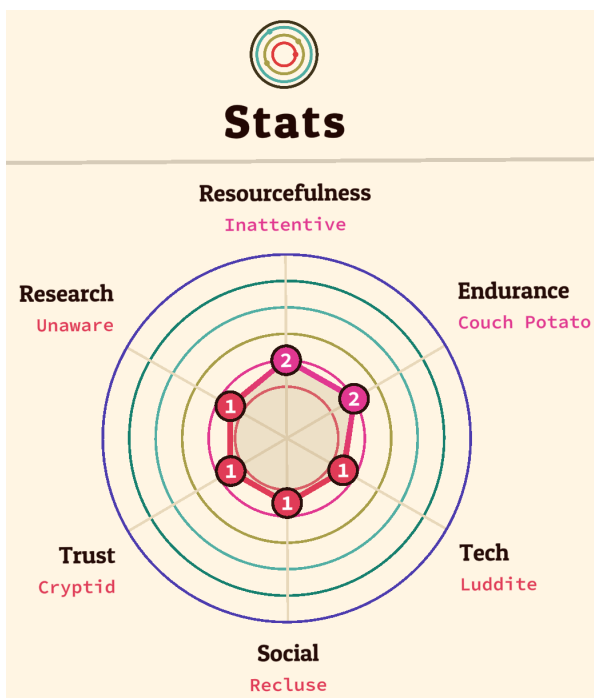 Stats
Resourcefulness
Inattentive
Research
Unaware
Endurance
Couch Potato
2
2
1
1
1
1
Trust
Cryptid
Tech
Luddite
Social
Recluse